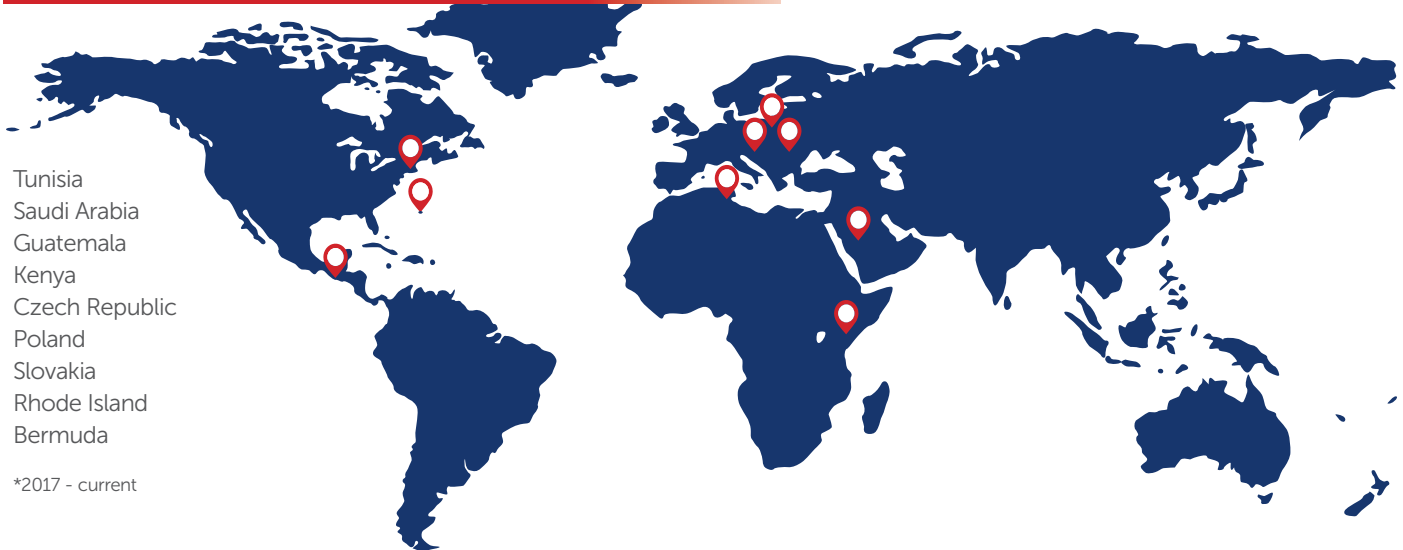 Tunisia
Saudi Arabia
Guatemala
Kenya
Czech Republic
Poland
Slovakia
Rhode Island
Bermuda
*2017 - current